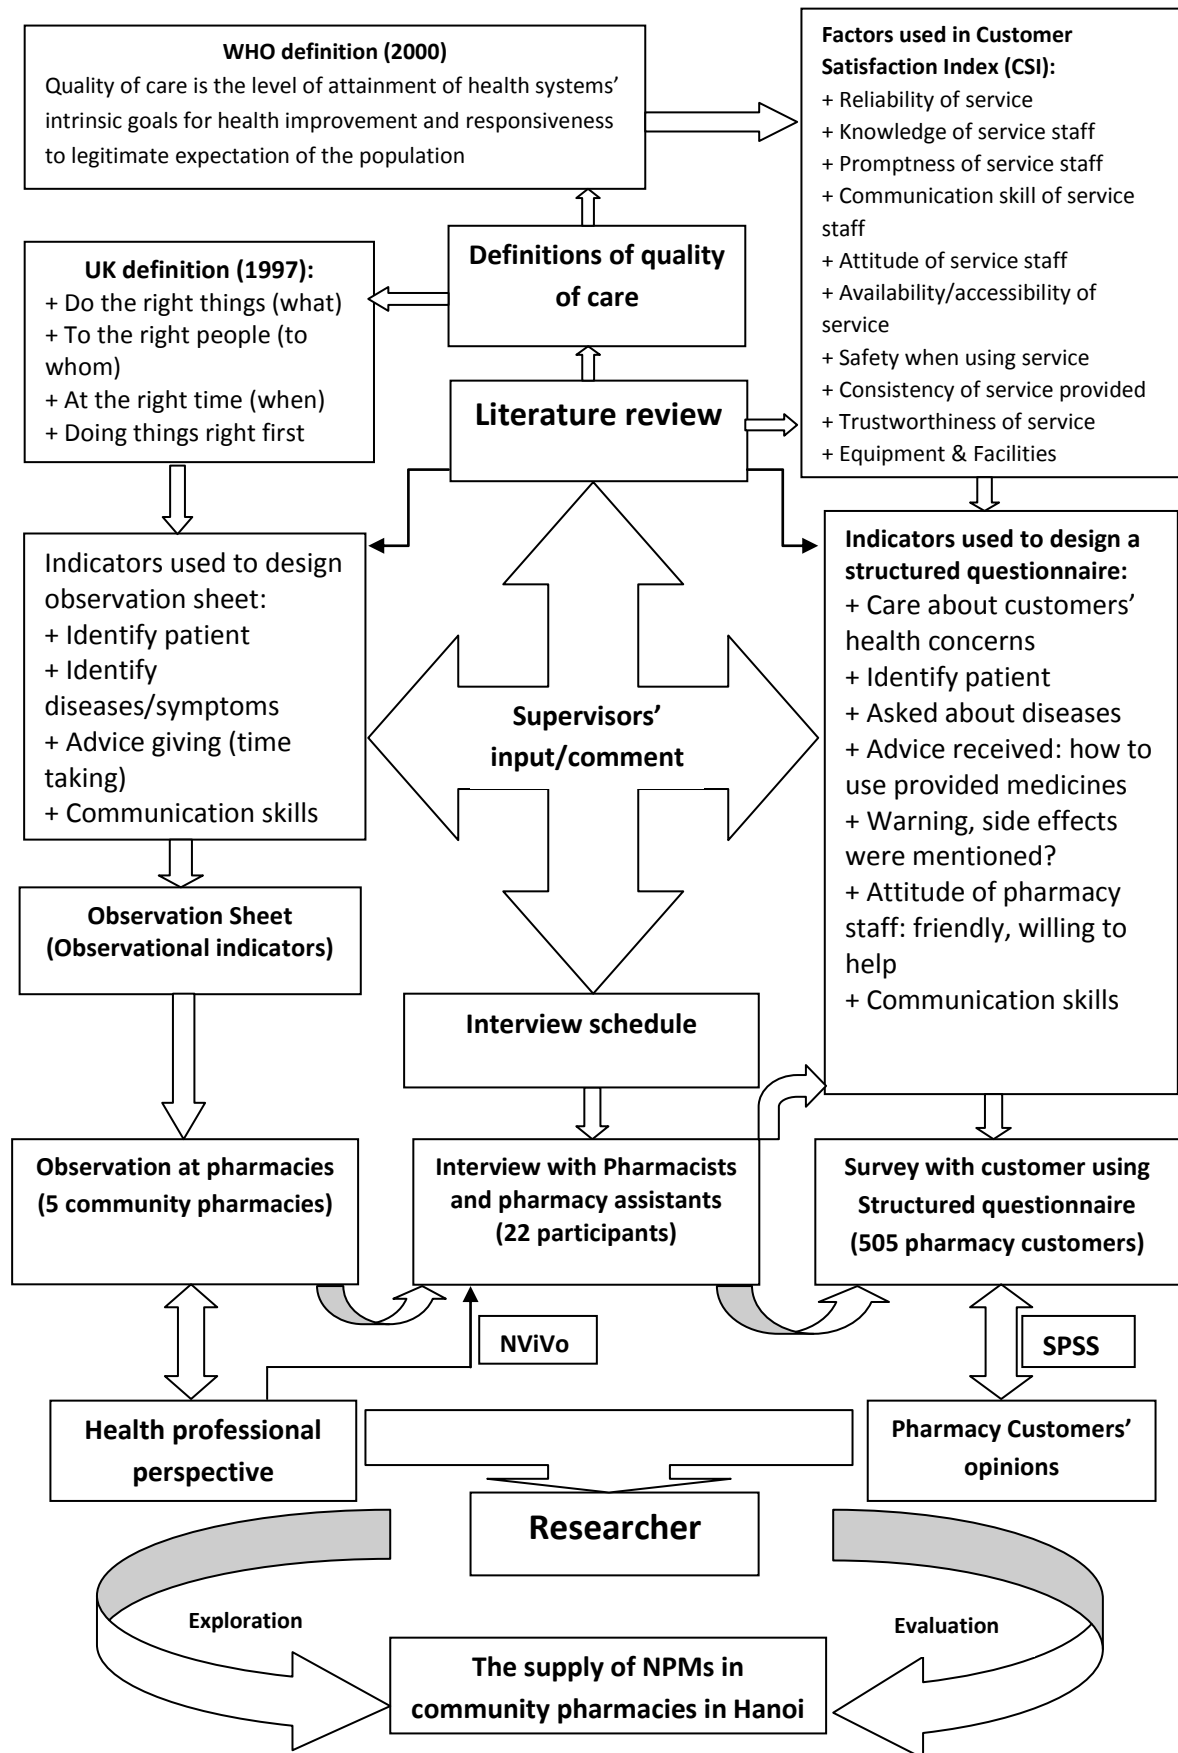 WHO definition (2000)
Quality of care is the level of attainment of health systems’
intrinsic goals for health improvement and responsiveness
to legitimate expectation of the population
Factors used in Customer
Satisfaction Index (CSI):
+ Reliability of service
+ Knowledge of service staff
+ Promptness of service staff
+ Communication skill of service
staff
+ Attitude of service staff
+ Availability/accessibility of
service
+ Safety when using service
+ Consistency of service provided
+ Trustworthiness of service
+ Equipment & Facilities
Definitions of quality
of care
UK definition (1997):
+ Do the right things (what)
+ To the right people (to
whom)
+ At the right time (when)
+ Doing things right first
Literature review
Indicators used to design
observation sheet:
+ Identify patient
+ Identify
diseases/symptoms
+ Advice giving (time
taking)
+ Communication skills
Supervisors’
input/comment
Indicators used to design a
structured questionnaire:
+ Care about customers’
health concerns
+ Identify patient
+ Asked about diseases
+ Advice received: how to
use provided medicines
+ Warning, side effects
were mentioned?
+ Attitude of pharmacy
staff: friendly, willing to
help
+ Communication skills
Observation Sheet
(Observational indicators)
Interview schedule
Observation at pharmacies
(5 community pharmacies)
Interview with Pharmacists
and pharmacy assistants
(22 participants)
Survey with customer using
Structured questionnaire
(505 pharmacy customers)
NViVo
SPSS
Health professional
perspective
Pharmacy Customers’
opinions
Researcher
Exploration
Evaluation
The supply of NPMs in
community pharmacies in Hanoi